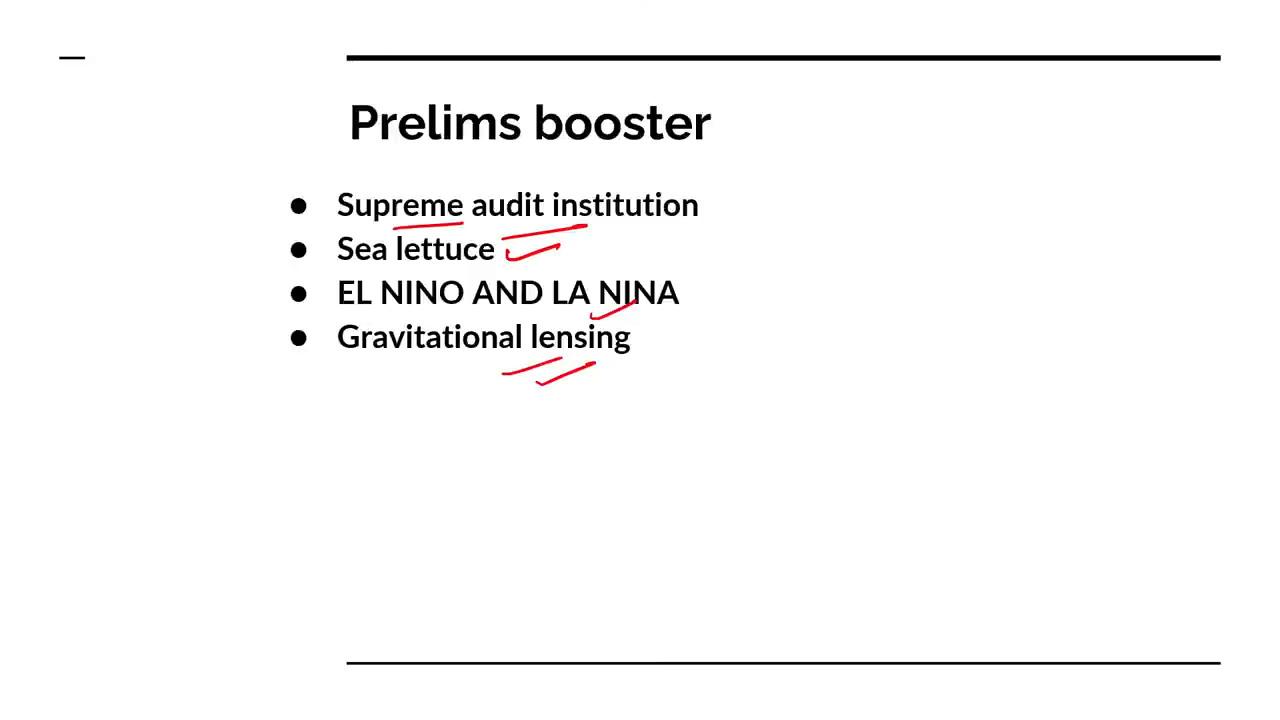 Prelims booster
● Supreme audit institution
● Sea lettuce
● EL NINO AND LA NINA
● Gravitational lensing